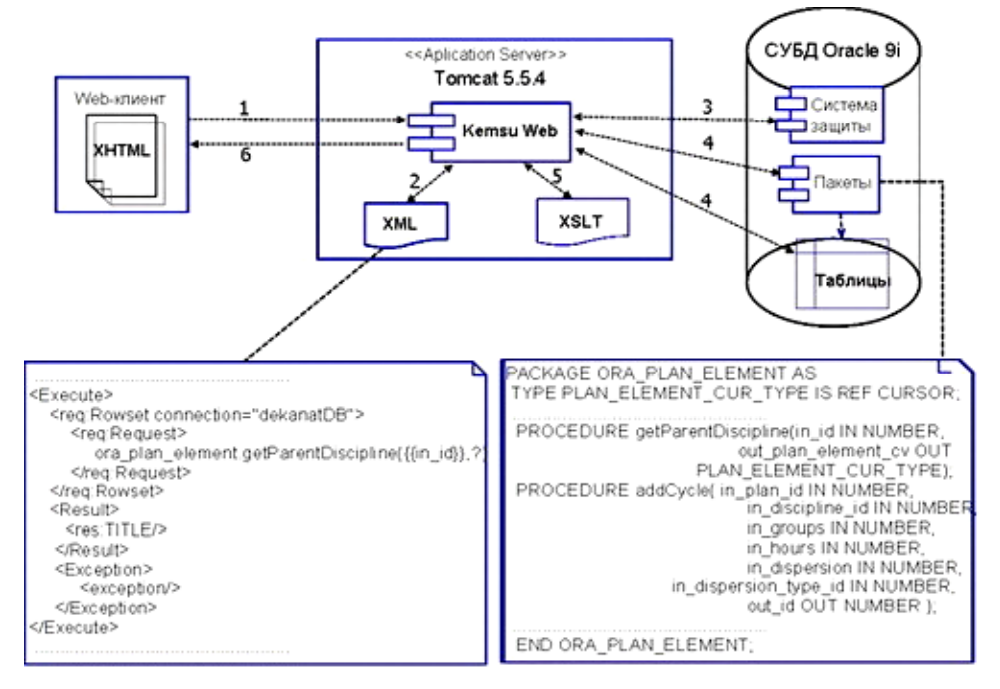 <<Aplication Server>>
Tomcat 5.5.4
СУБД Oracle 9i
Web-клиент
XHTML
1
6
Kemsu Web
2
5
XML
XSLT
3
4
4
Система
защиты
Пакеты
Таблицы
<Execute>
<req:Rowset connection="dekanatDB">
<req:Request>
ora_plan_element.getParentDiscipline({{in_id}},?)
</req:Request>
</req:Rowset>
<Result>
<res:TITLE/>
</Result>
<Exception>
<exception/>
</Exception>
</Execute>
PACKAGE ORA_PLAN_ELEMENT AS
TYPE PLAN_ELEMENT_CUR_TYPE IS REF CURSOR;
PROCEDURE getParentDiscipline(in_id IN NUMBER,
out_plan_element_cv OUT
PLAN_ELEMENT_CUR_TYPE),
PROCEDURE addCycle( in_plan_id IN NUMBER,
in_discipline_id IN NUMBER,
in_groups IN NUMBER,
in_hours IN NUMBER,
in_dispersion IN NUMBER,
in_dispersion_type_id IN NUMBER,
out_id OUT NUMBER );
END ORA_PLAN_ELEMENT;